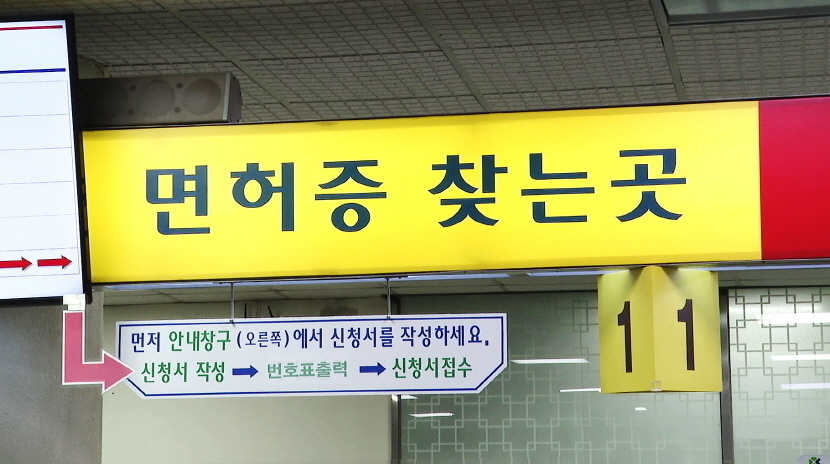 면허증 찾는곳
먼저 안내창구(오른쪽)에서 신청서를 작성하세요.
신청서 작성 ➡ 번호표출력 ➡ 신청서접수
1 1